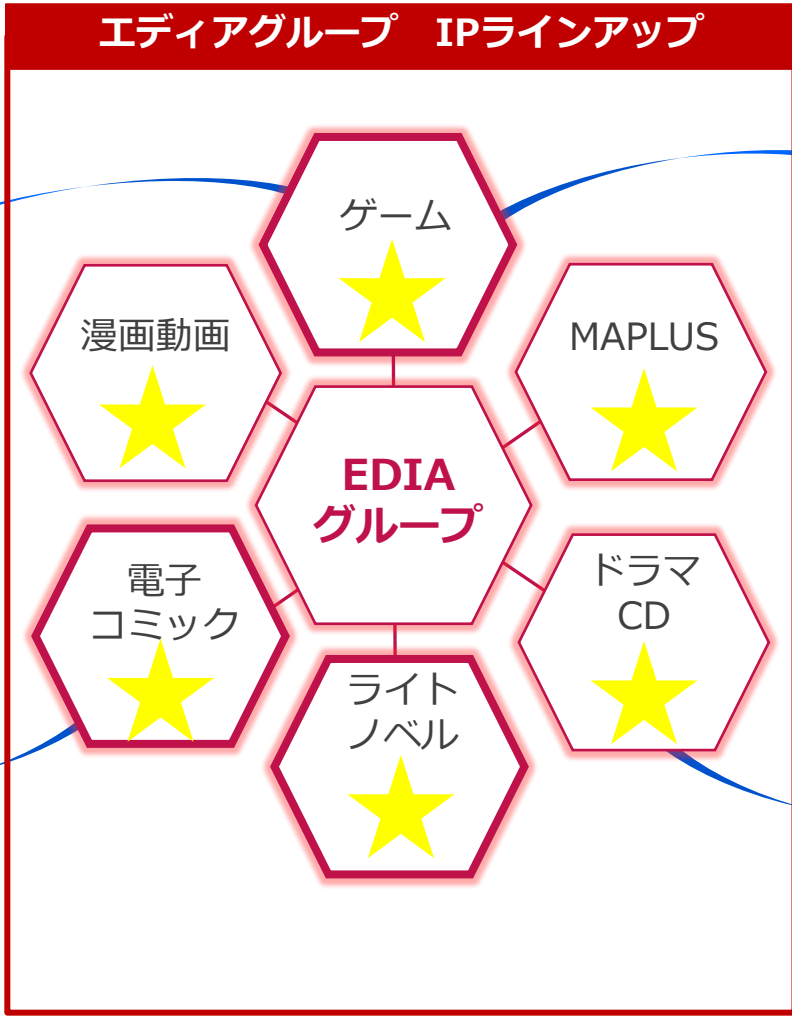 エディアグループ　IPラインアップ
ゲーム
漫画動画
MAPLUS
EDIA
グループ
電子
コミック
ドラマ
CD
ライト
ノベル